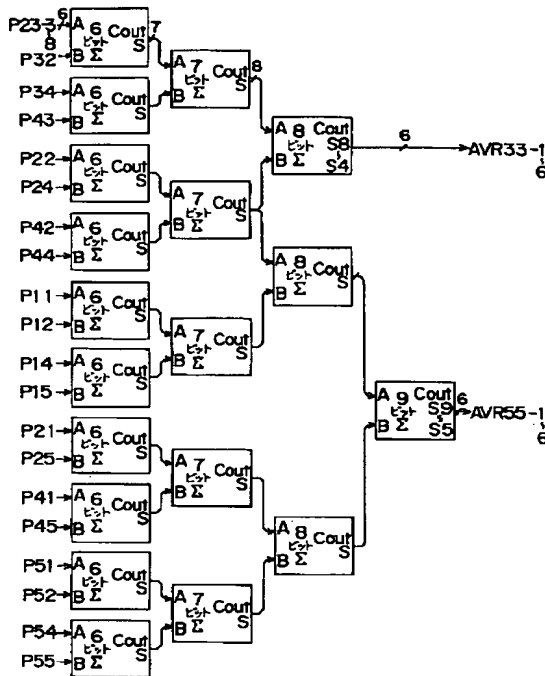 P23-3
8
6
P32
A 6 Cout
B ビット Σ S
7
P34
P43
A 6 Cout
B ビット Σ S
A 7 Cout
B ビット Σ S
8
P22
P24
A 6 Cout
B ビット Σ S
P42
P44
A 6 Cout
B ビット Σ S
A 7 Cout
B ビット Σ S
A 8 Cout
B ビット Σ S8
S4
6
AVR33-1
6
P11
P12
A 6 Cout
B ビット Σ S
P14
P15
A 6 Cout
B ビット Σ S
A 7 Cout
B ビット Σ S
A 8 Cout
B ビット Σ S
P21
P25
A 6 Cout
B ビット Σ S
P41
P45
A 6 Cout
B ビット Σ S
A 7 Cout
B ビット Σ S
P51
P52
A 6 Cout
B ビット Σ S
P54
P55
A 6 Cout
B ビット Σ S
A 7 Cout
B ビット Σ S
A 8 Cout
B ビット Σ S
A 9 Cout
B ビット Σ S9
S5
6
AVR55-1
6